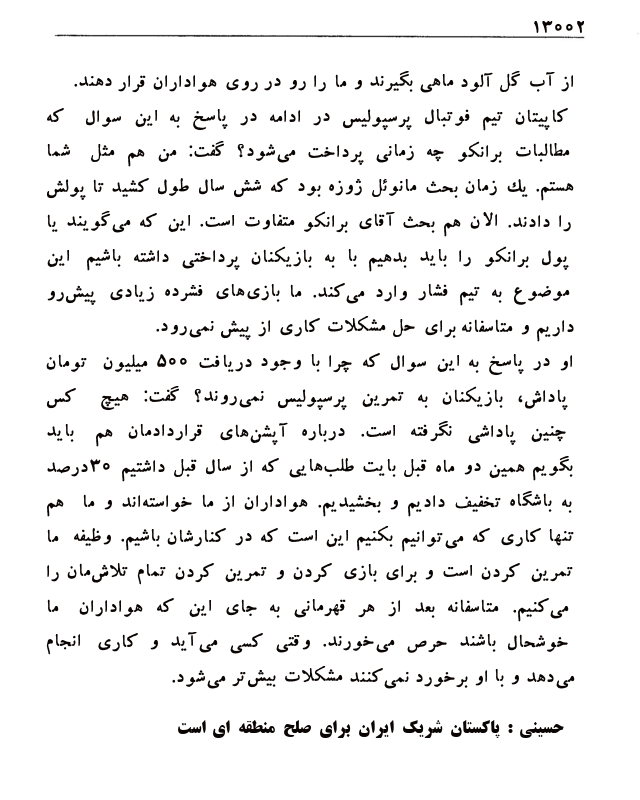 ۱۳۰۰۲
از آب گل آلود ماهی بگیرند و ما را رو در روی هواداران قرار دهند.
کاپیتان تیم فوتبال پرسپولیس در ادامه در پاسخ به این سوال که
مطالبات برانکو چه زمانی پرداخت می‌شود؟ گفت: من هم مثل شما
هستم. یك زمان بحث مانوئل ژوزه بود که شش سال طول کشید تا پولش
را دادند. الان هم بحث آقای برانکو متفاوت است. این که می‌گویند یا
پول برانکو را باید بدهیم با به بازیکنان پرداختی داشته باشیم این
موضوع به تیم فشار وارد می‌کند. ما بازی‌های فشرده زیادی پیش‌رو
داریم و متاسفانه برای حل مشکلات کاری از پیش نمی‌رود.
او در پاسخ به این سوال که چرا با وجود دریافت ۵۰۰ میلیون تومان
پاداش، بازیکنان به تمرین پرسپولیس نمی‌روند؟ گفت: هیچ کس
چنین پاداشی نگرفته است. درباره آپشن‌های قراردادمان هم باید
بگویم همین دو ماه قبل بایت طلب‌هایی که از سال قبل داشتیم ۳۰درصد
به باشگاه تخفیف دادیم و بخشیدیم. هواداران از ما خواسته‌اند و ما هم
تنها کاری که می‌توانیم بکنیم این است که در کنارشان باشیم. وظیفه ما
تمرین کردن است و برای بازی کردن و تمرین کردن تمام تلاش‌مان را
می‌کنیم. متاسفانه بعد از هر قهرمانی به جای این که هواداران ما
خوشحال باشند حرص می‌خورند. وقتی کسی می‌آید و کاری انجام
می‌دهد و با او برخورد نمی‌کنند مشکلات بیش‌تر می‌شود.
حسینی : پاکستان شریک ایران برای صلح منطقه ای است